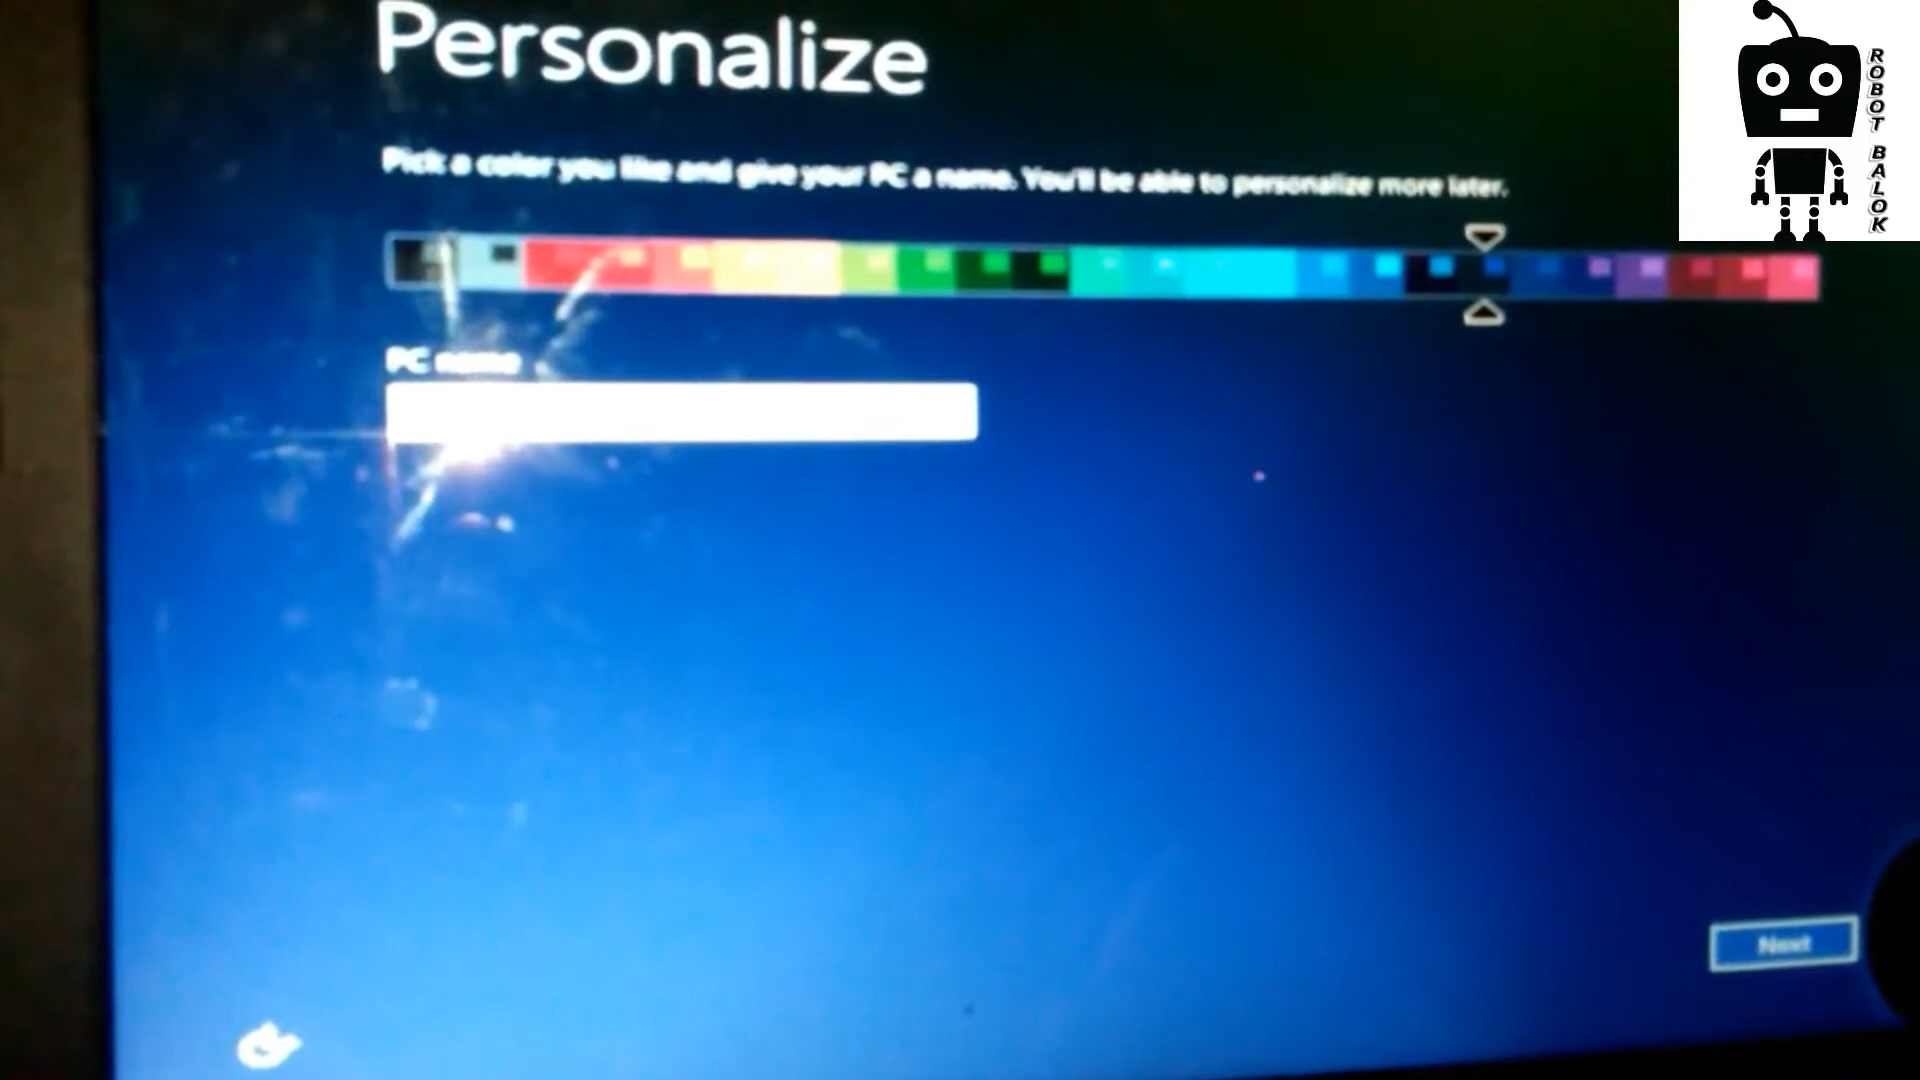 Personalize
Pick a color you like and give your PC a name. You'll be able to personalize more later.
PC name
Next
ROBOT BALOK